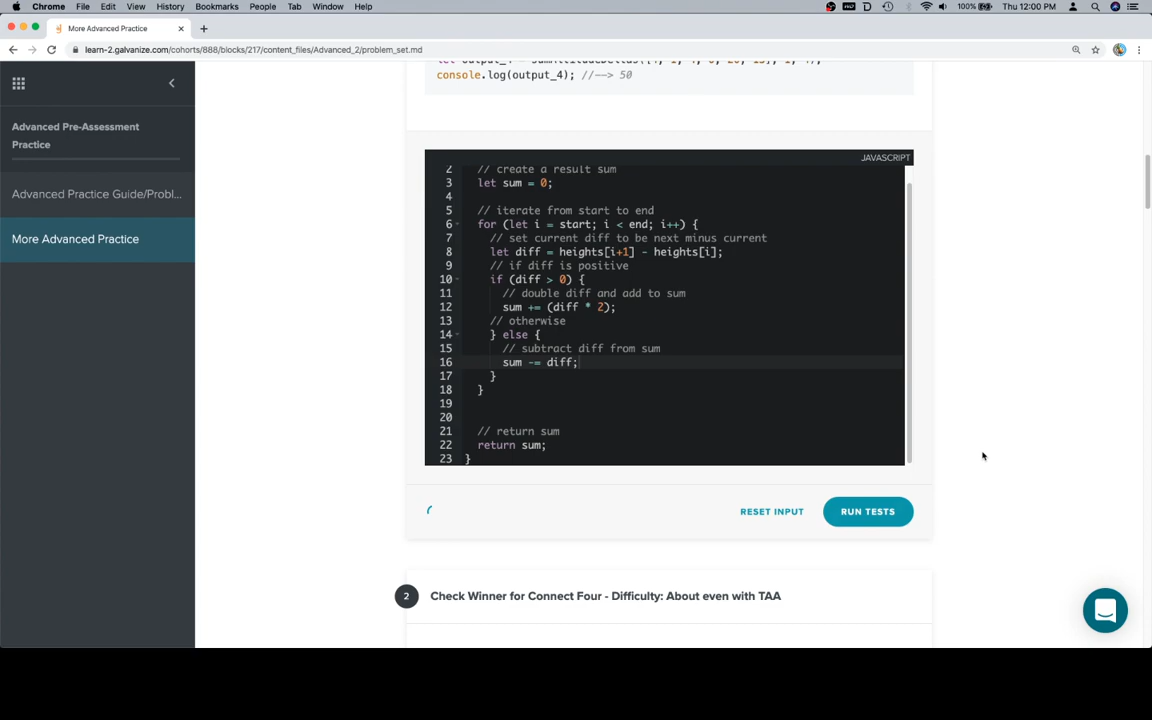 Chrome File Edit View History Bookmarks People Tab Window Help
100% Thu 12:00 PM
More Advanced Practice
learn-2.galvanize.com/cohorts/888/blocks/217/content_files/Advanced_2/problem_set.md
Advanced Pre-Assessment
Practice
Advanced Practice Guide/Probl...
More Advanced Practice
console.log(output_4); //--> 50
JAVASCRIPT
2 // create a result sum
3 let sum = 0;
4
5 // iterate from start to end
6 for (let i = start; i < end; i++) {
7 // set current diff to be next minus current
8 let diff = heights[i+1] - heights[i];
9 // if diff is positive
10 if (diff > 0) {
11 // double diff and add to sum
12 sum += (diff * 2);
13 // otherwise
14 } else {
15 // subtract diff from sum
16 sum -= diff;
17 }
18 }
19
20
21 // return sum
22 return sum;
23 }
RESET INPUT
RUN TESTS
2 Check Winner for Connect Four - Difficulty: About even with TAA